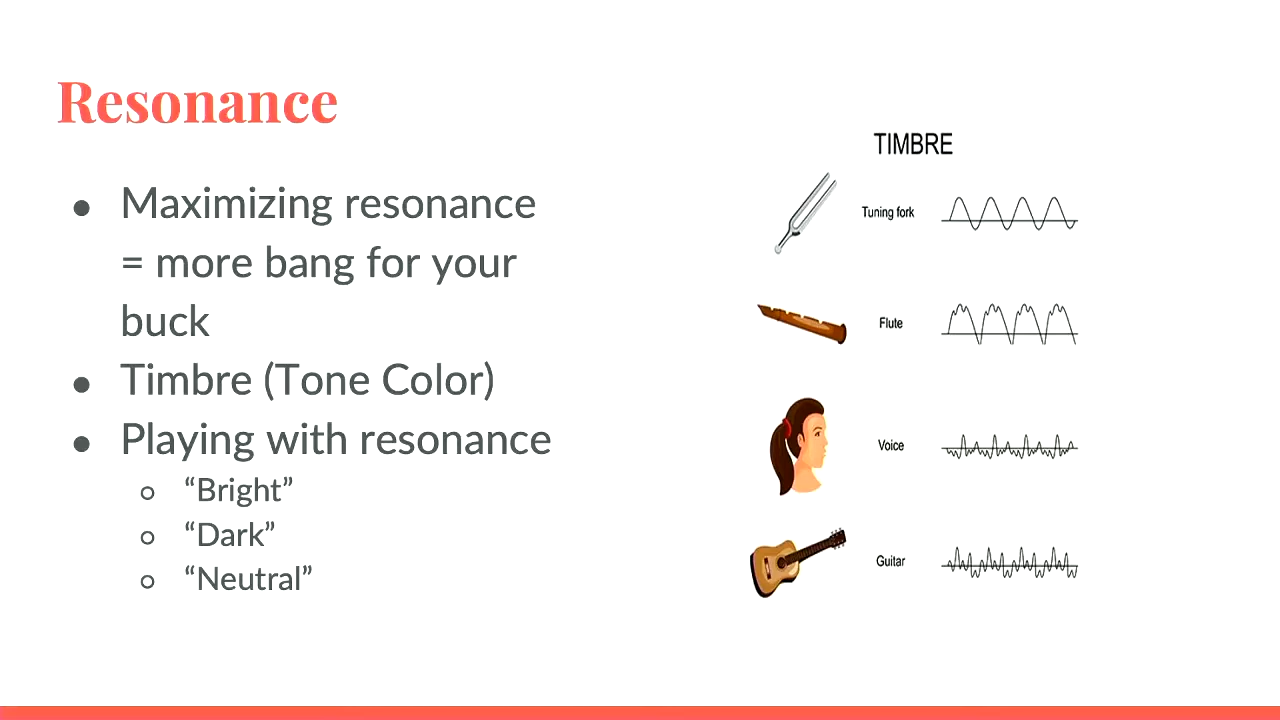 Resonance
● Maximizing resonance
= more bang for your
buck
● Timbre (Tone Color)
● Playing with resonance
○ “Bright”
○ “Dark”
○ “Neutral”
TIMBRE
Tuning fork
Flute
Voice
Guitar